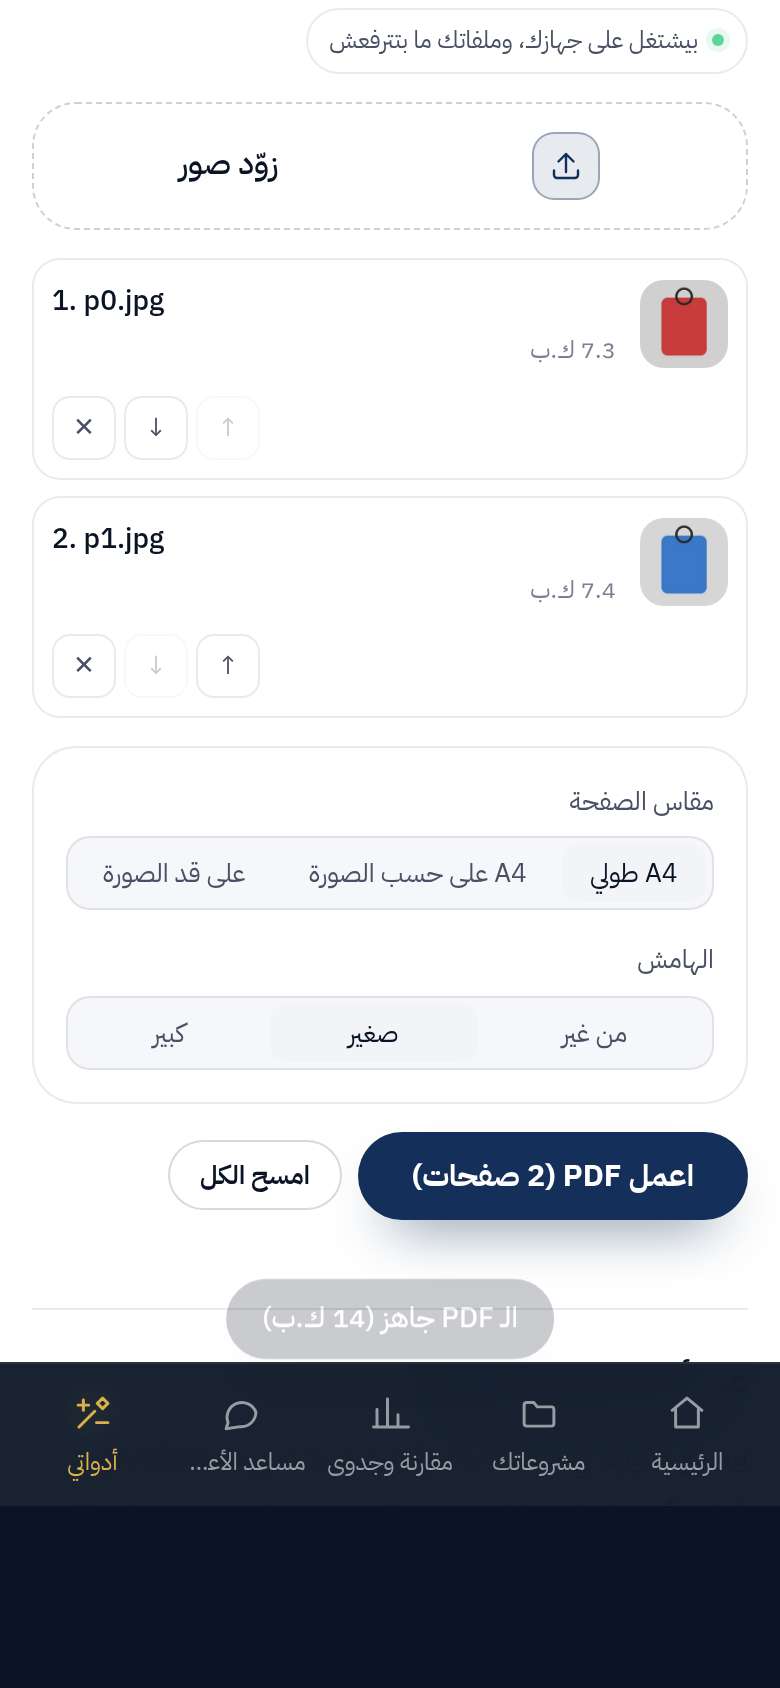 بيشتغل على جهازك، وملفاتك ما بتترفعش
زوّد صور
1. p0.jpg
7.3 ك.ب
✕ ↓ ↑
2. p1.jpg
7.4 ك.ب
✕ ↓ ↑
مقاس الصفحة
A4 طولي
A4 على حسب الصورة
على قد الصورة
الهامش
من غير
صغير
كبير
اعمل PDF (2 صفحات)
امسح الكل
الـ PDF جاهز (14 ك.ب)
الرئيسية
مشروعاتك
مقارنة وجدوى
مساعد الأعـ...
أدواتي